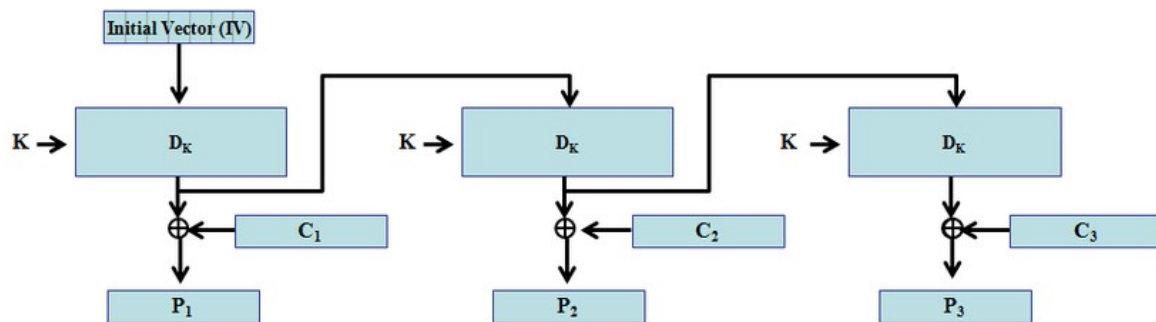 Initial Vector (IV)
K
D_K
K
D_K
K
D_K
C_1
C_2
C_3
P_1
P_2
P_3